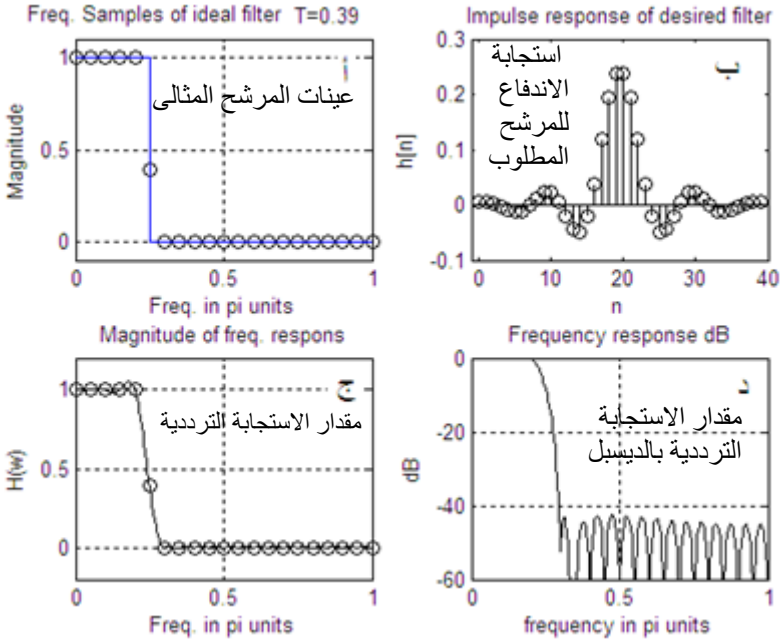 Freq. Samples of ideal filter T=0.39
أ
عينات المرشح المثالى
Magnitude
1
0.5
0
0
0.5
1
Freq. in pi units
Impulse response of desired filter
ب
استجابة
الاندفاع
للمرشح
المطلوب
h[n]
0.3
0.2
0.1
0
-0.1
0
10
20
30
40
n
Magnitude of freq. respons
ج
مقدار الاستجابة الترددية
H(w)
1
0.5
0
0
0.5
1
Freq. in pi units
Frequency response dB
د
مقدار الاستجابة
الترددية بالديسبل
dB
0
-20
-40
-60
0
0.5
1
frequency in pi units